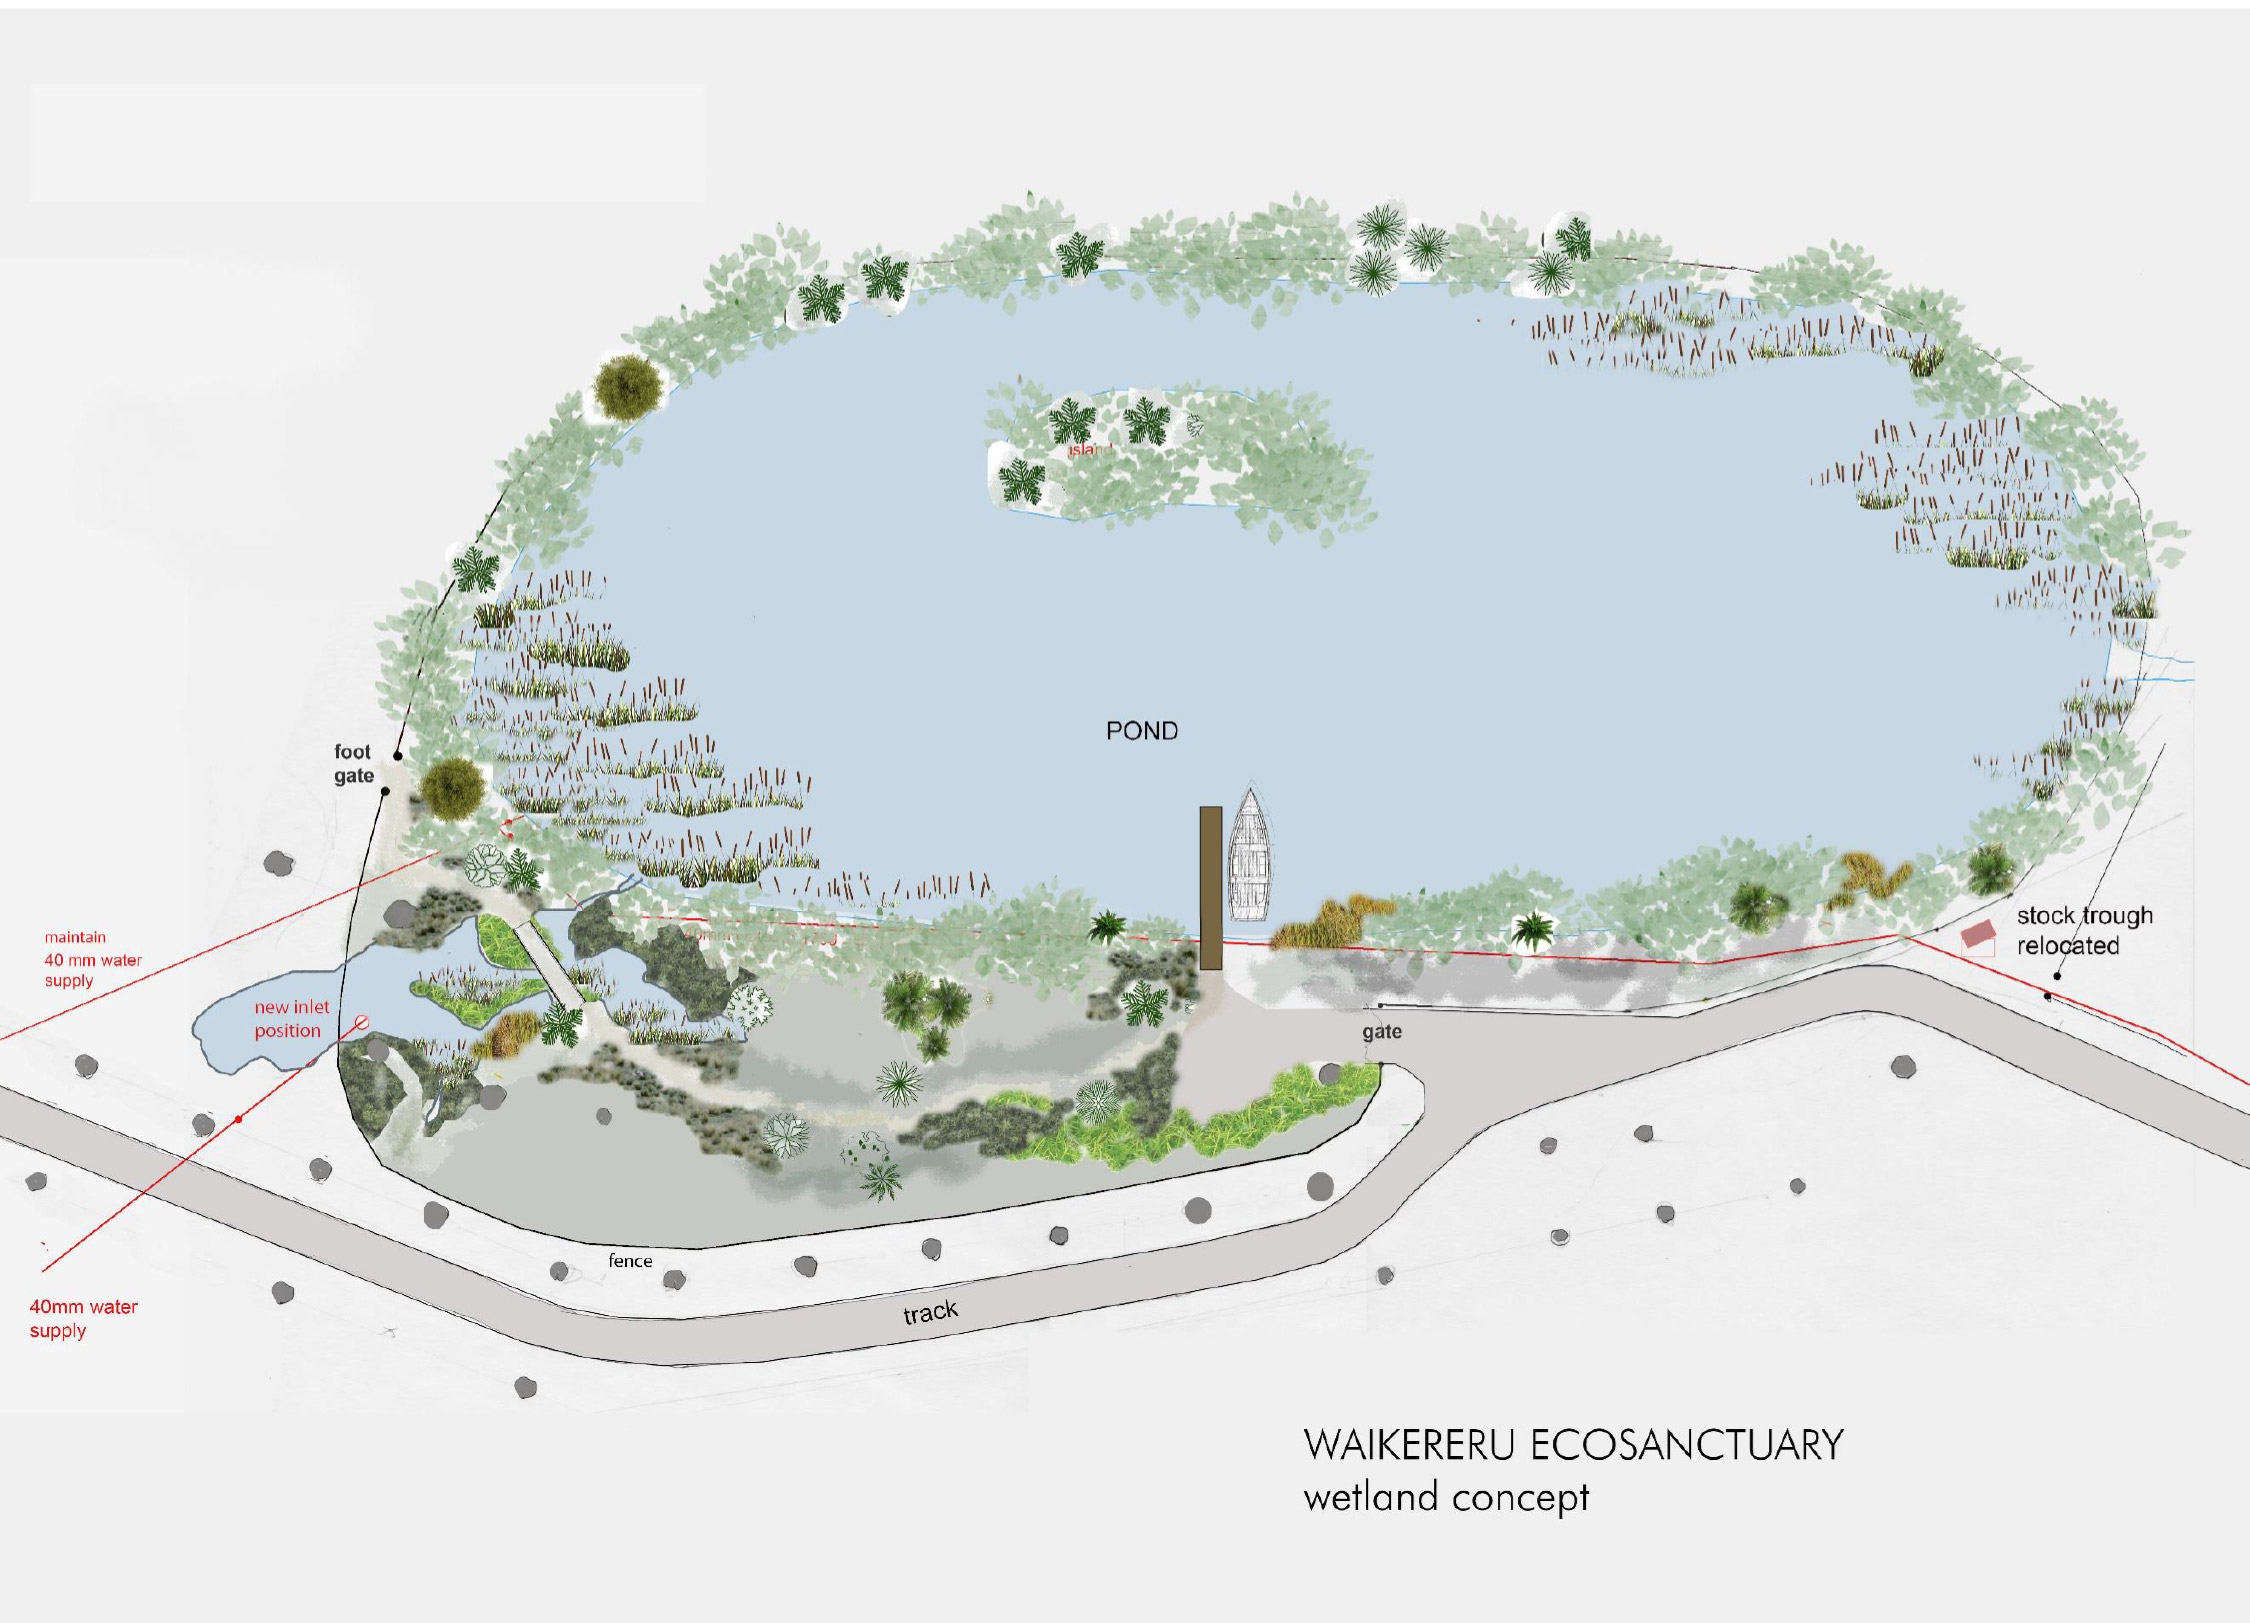 island
POND
foot
gate
stock trough
relocated
maintain
40 mm water
supply
new inlet
position
gate
fence
track
40mm water
supply
WAIKERERU ECOSANCTUARY
wetland concept